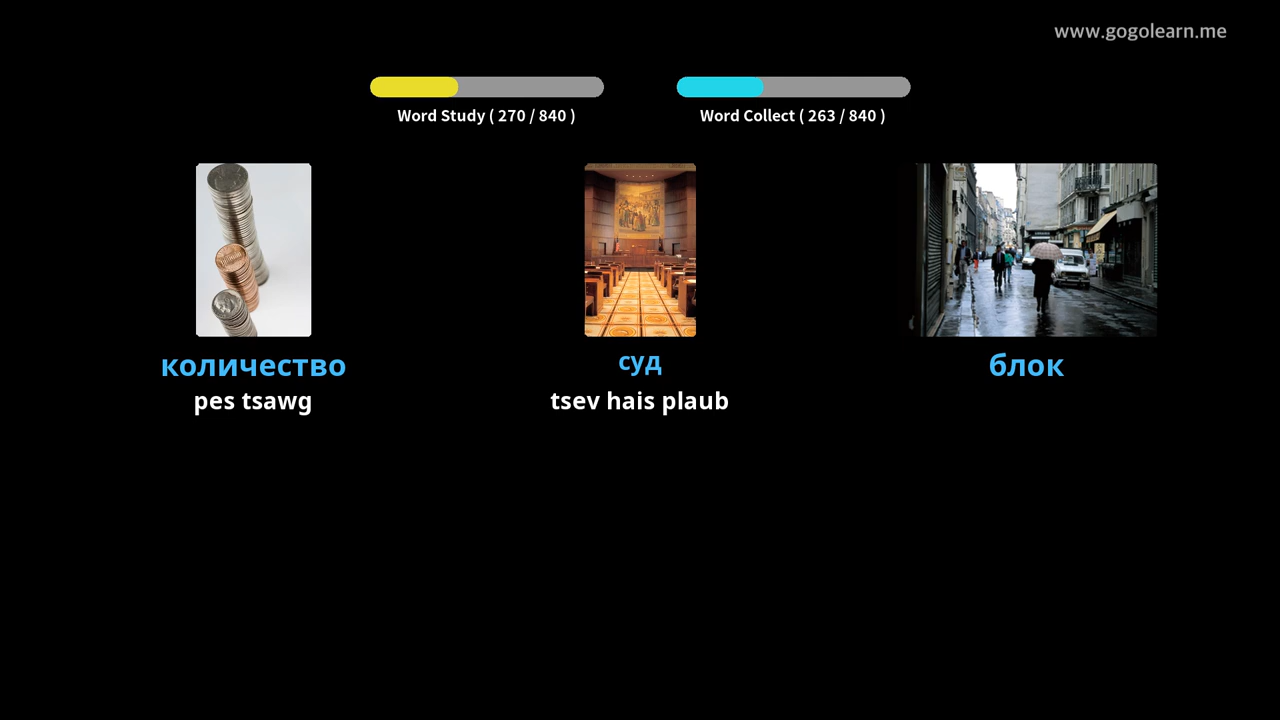 www.gogolearn.me
Word Study ( 270 / 840 )
Word Collect ( 263 / 840 )
количество
суд
блок
pes tsawg
tsev hais plaub